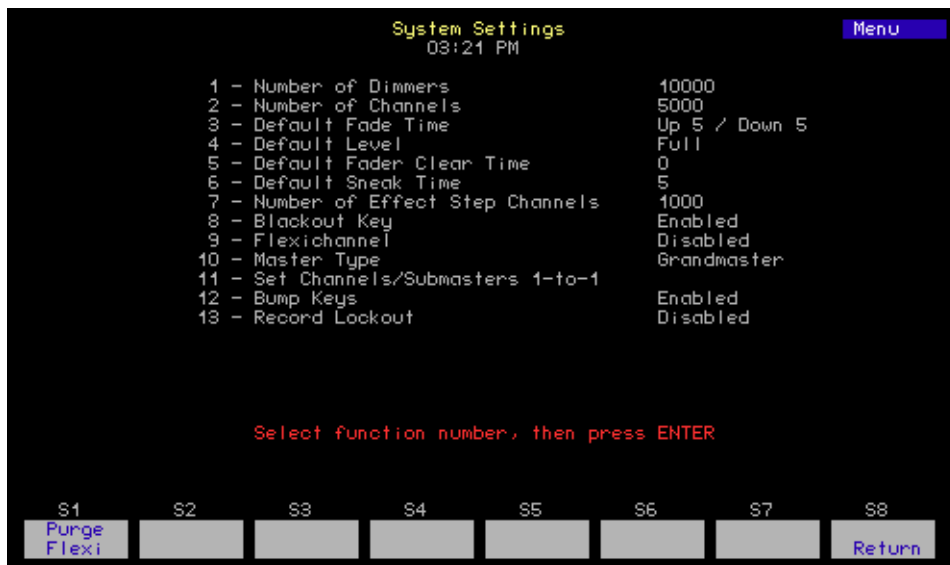 System Settings
Menu
03:21 PM
1 - Number of Dimmers 10000
2 - Number of Channels 5000
3 - Default Fade Time Up 5 / Down 5
4 - Default Level Full
5 - Default Fader Clear Time 0
6 - Default Sneak Time 5
7 - Number of Effect Step Channels 1000
8 - Blackout Key Enabled
9 - Flexichannel Disabled
10 - Master Type Grandmaster
11 - Set Channels/Submasters 1-to-1
12 - Bump Keys Enabled
13 - Record Lockout Disabled
Select function number, then press ENTER
S1 S2 S3 S4 S5 S6 S7 S8
Purge
Flexi Return